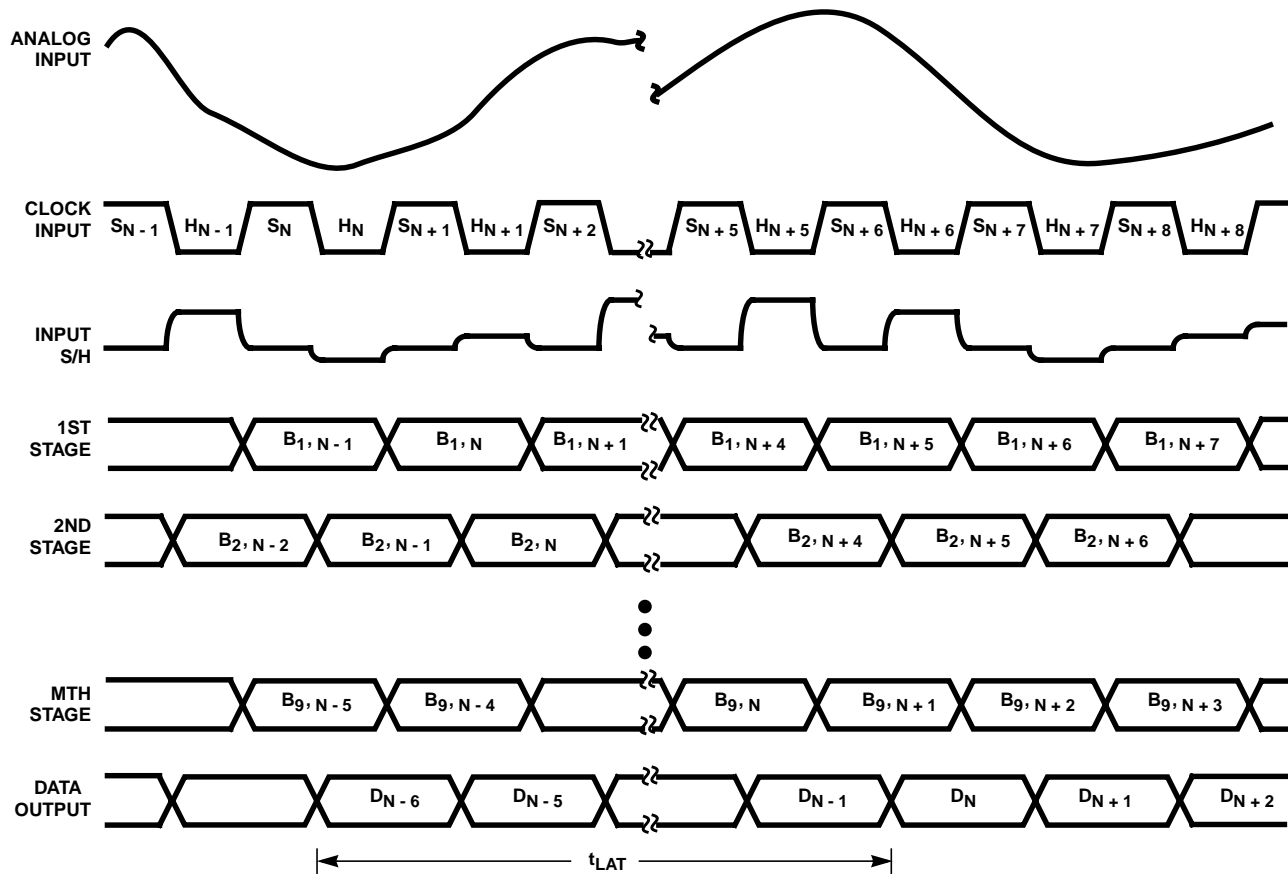 ANALOG
INPUT
CLOCK
INPUT
S N - 1 H N - 1 S N H N S N + 1 H N + 1 S N + 2 S N + 5 H N + 5 S N + 6 H N + 6 S N + 7 H N + 7 S N + 8 H N + 8
INPUT
S/H
1ST
STAGE
B 1, N - 1 B 1, N B 1, N + 1 B 1, N + 4 B 1, N + 5 B 1, N + 6 B 1, N + 7
2ND
STAGE
B 2, N - 2 B 2, N - 1 B 2, N B 2, N + 4 B 2, N + 5 B 2, N + 6
MTH
STAGE
B 9, N - 5 B 9, N - 4 B 9, N B 9, N + 1 B 9, N + 2 B 9, N + 3
DATA
OUTPUT
D N - 6 D N - 5 D N - 1 D N D N + 1 D N + 2
t LAT